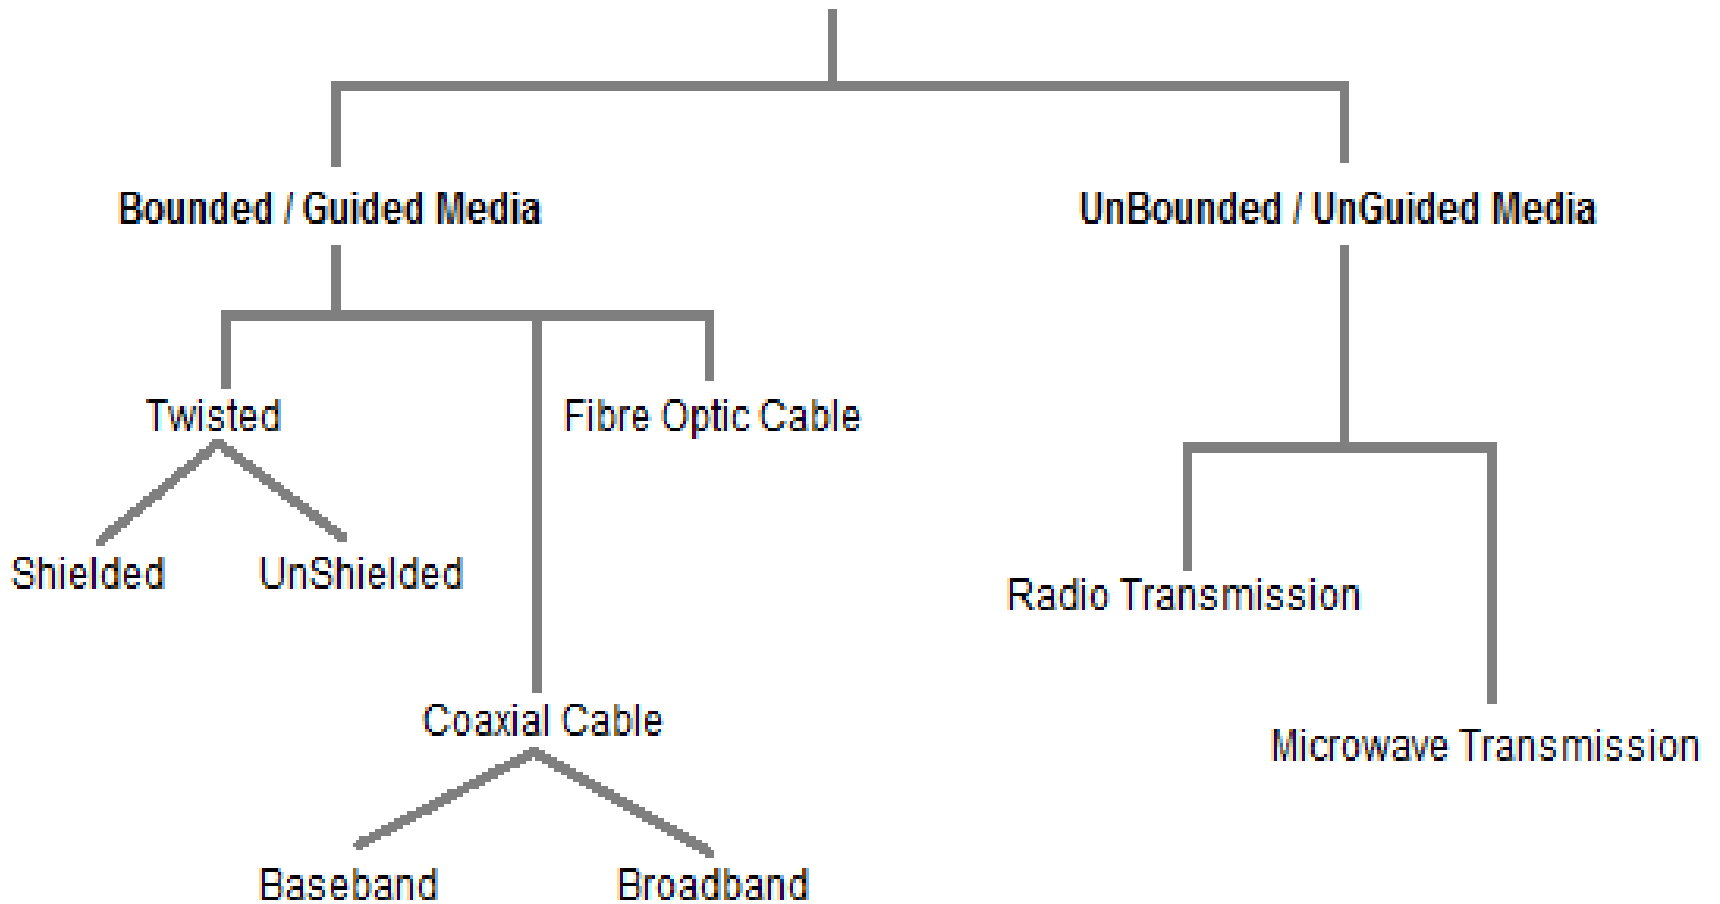 Bounded / Guided Media
UnBounded / UnGuided Media
Twisted
Fibre Optic Cable
Shielded
UnShielded
Radio Transmission
Coaxial Cable
Microwave Transmission
Baseband
Broadband